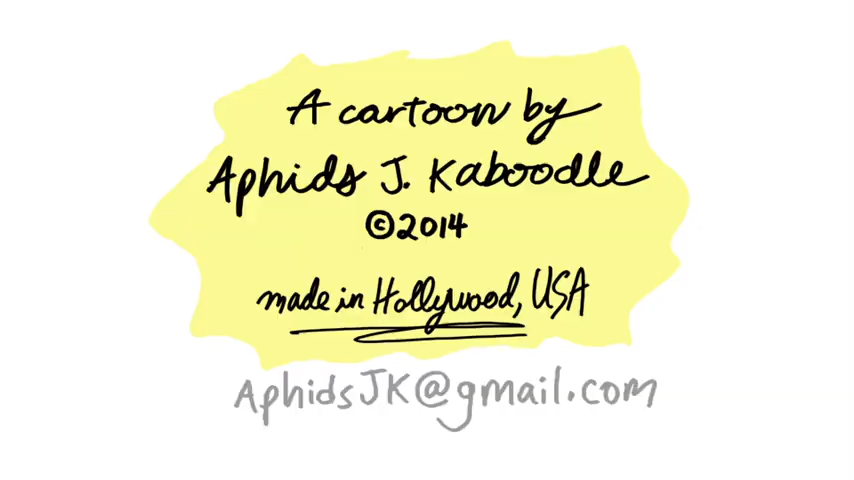 A cartoon by
Aphids J. Kaboodle
©2014
made in Hollywood, USA
AphidsJK@gmail.com